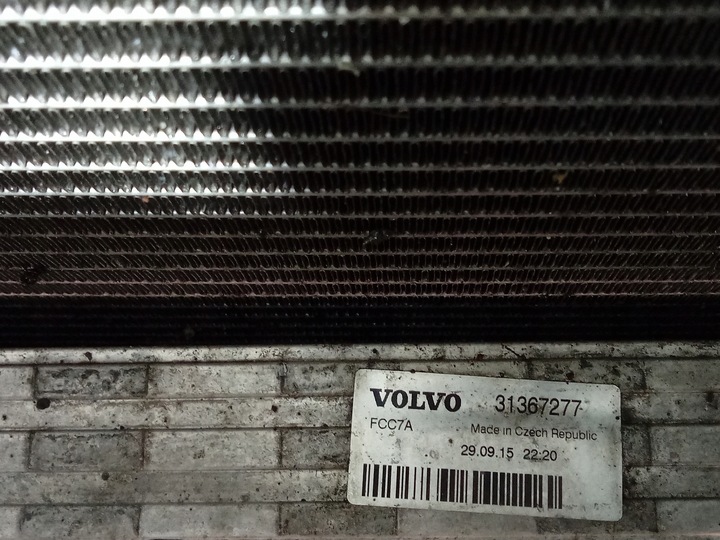 VOLVO 31367277
FCC7A Made in Czech Republic
29.09.15 22:20